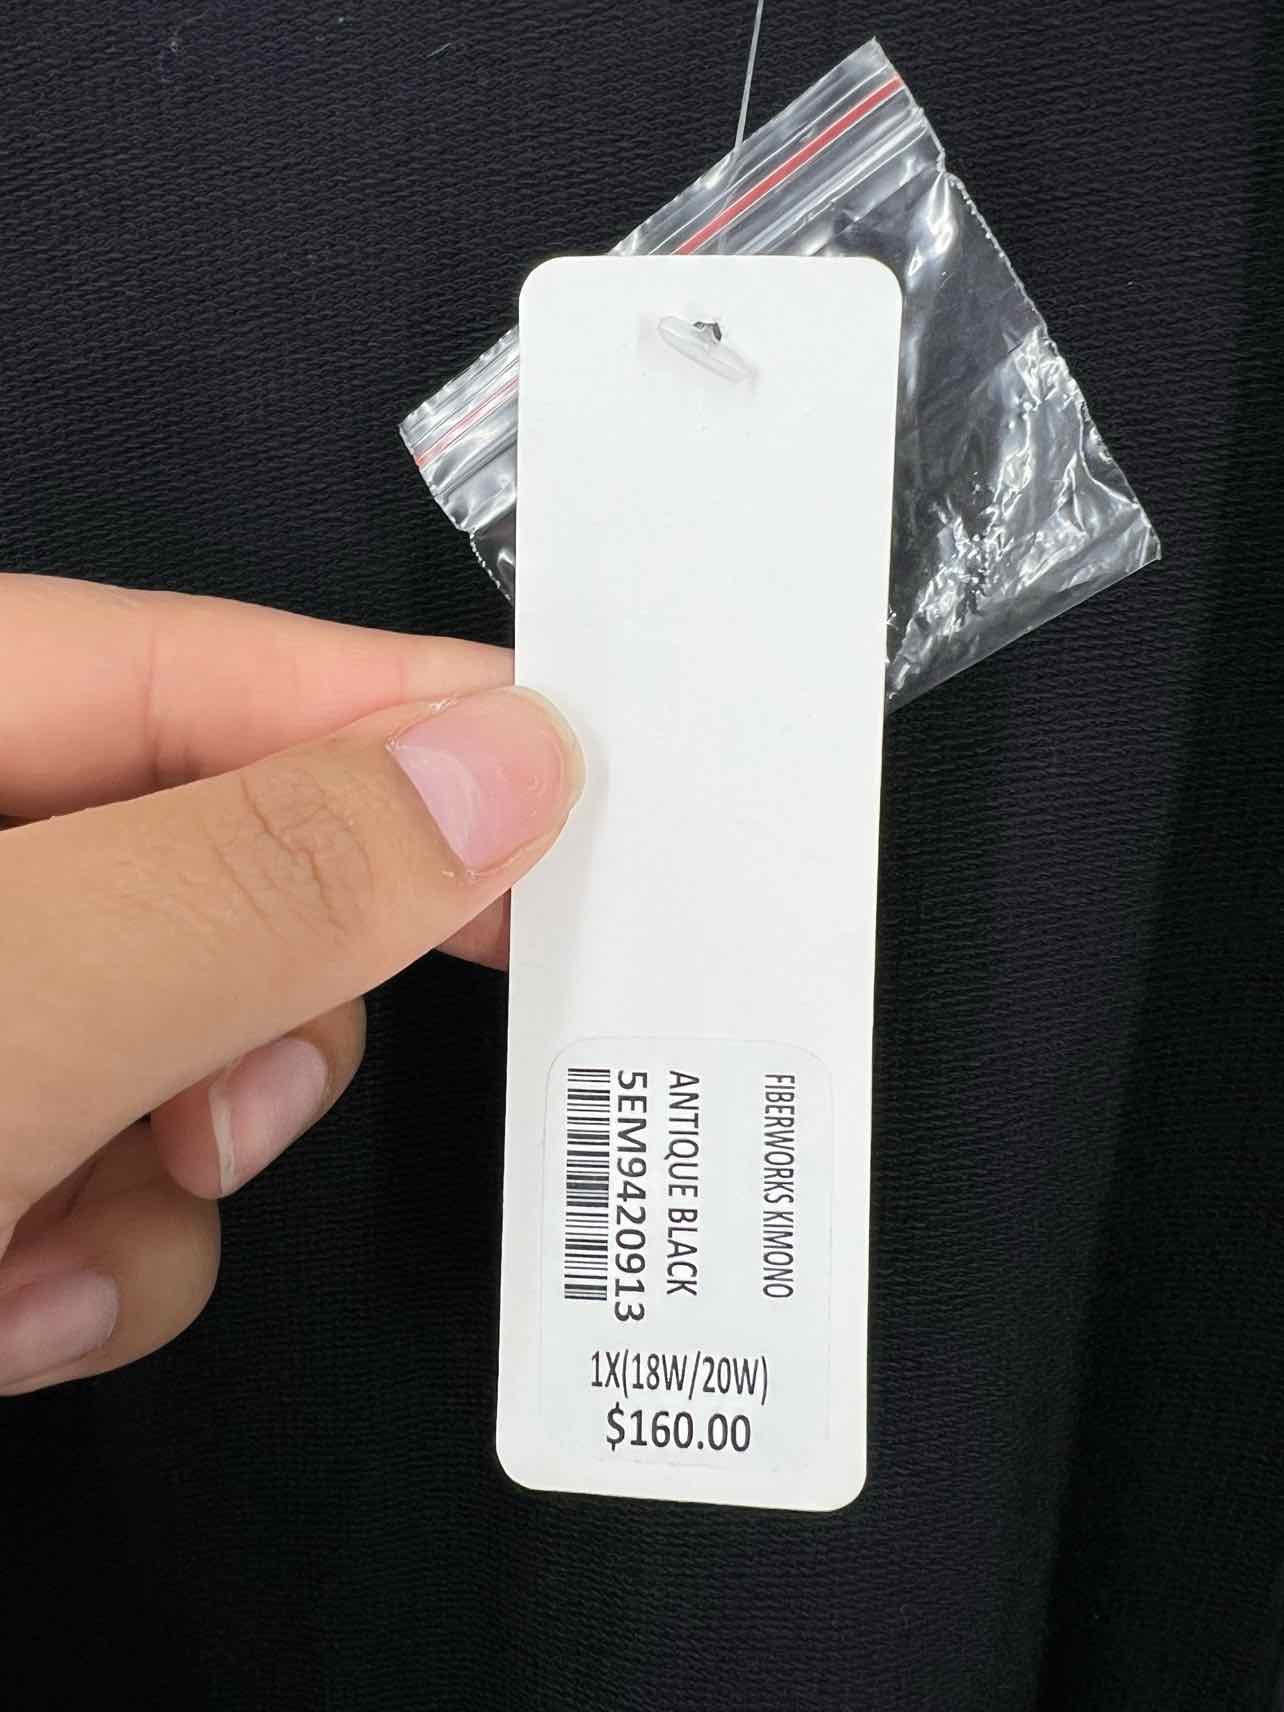 FIBERWORKS KIMONO
ANTIQUE BLACK
5EM9420913
1X(18W/20W)
$160.00